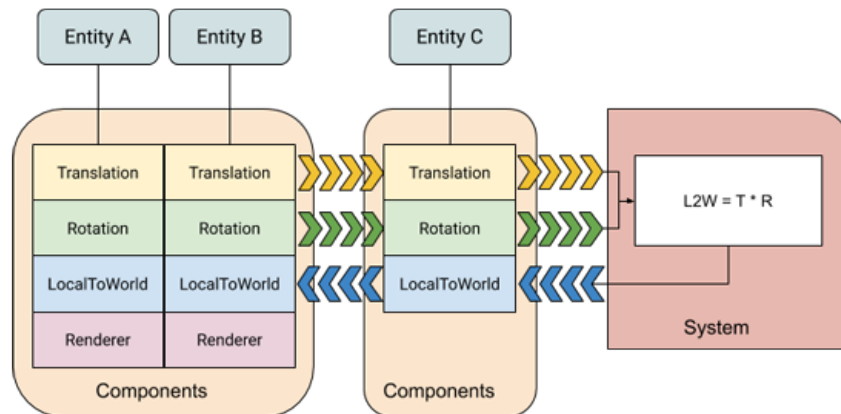 Entity A
Entity B
Entity C
Translation
Translation
Translation
Rotation
Rotation
Rotation
L2W = T * R
LocalToWorld
LocalToWorld
LocalToWorld
Renderer
Renderer
System
Components
Components